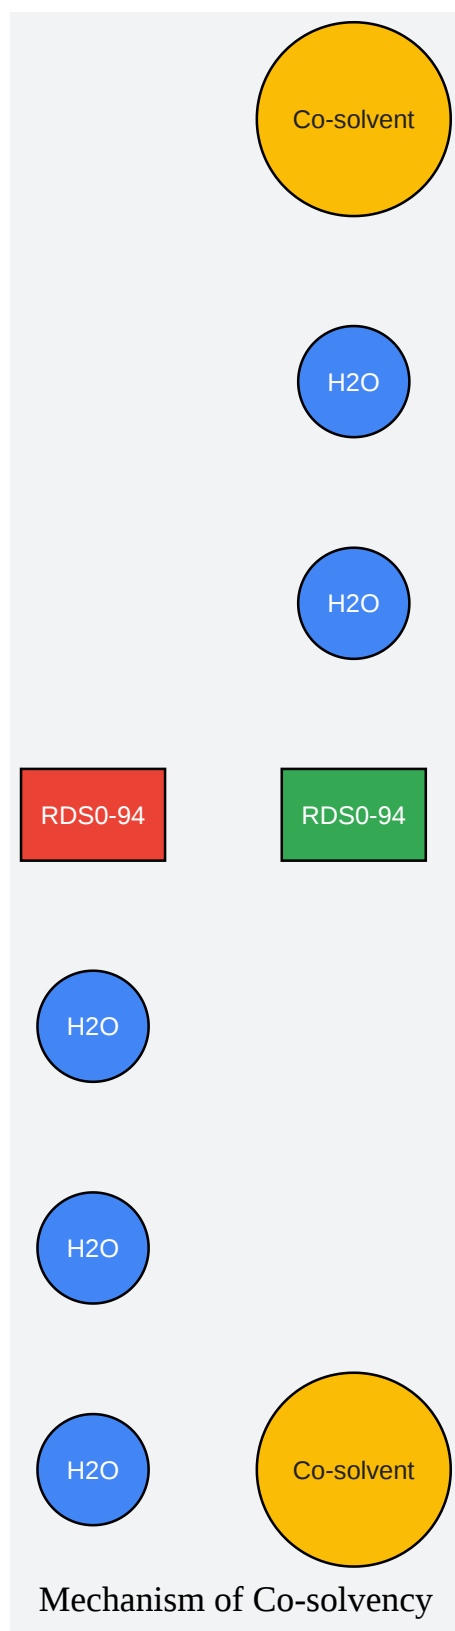 Co-solvent
H2O
H2O
RDS0-94
RDS0-94
H2O
H2O
H2O
Co-solvent
Mechanism of Co-solvency